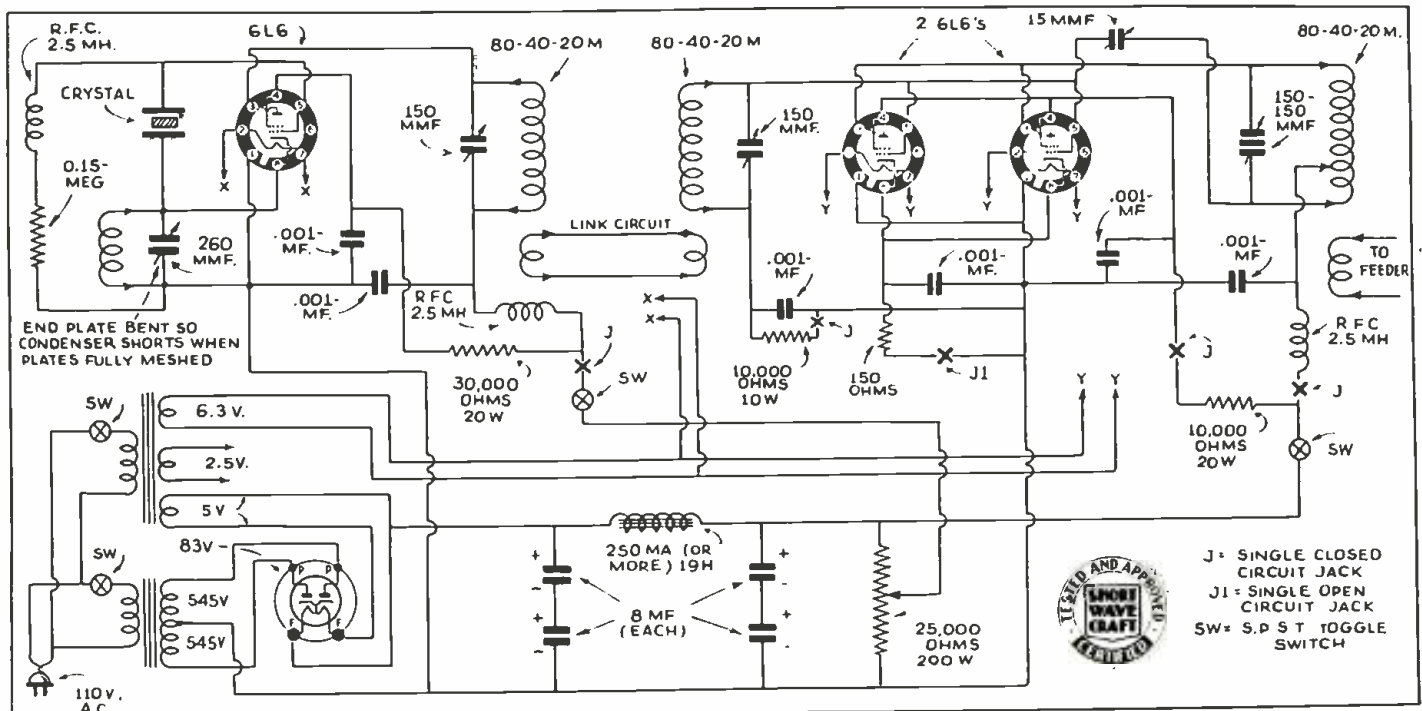 R.F.C.
2.5 MH.
6L6
80-40-20 M
80-40-20M
2 6L6's
15 MMF
80-40-20 M.
CRYSTAL
0.15-
MEG
150
MMF
150
MMF.
150-
150
MMF
X
X
Y
Y
Y
Y
260
MMF.
.001-
MF.
.001-
MF.
LINK CIRCUIT
.001-
MF.
.001-
MF.
.001-
MF
.001-
MF.
TO
FEEDER
END PLATE BENT SO
CONDENSER SHORTS WHEN
PLATES FULLY MESHED
RFC
2.5 MH
30,000
OHMS
20 W
J
SW
X
X
10,000
OHMS
10W
J
150
OHMS
J1
J
RFC
2.5 MH
J
10,000
OHMS
20 W
SW
Y
Y
SW
6.3 V.
2.5V.
5 V
SW
83V
P P
F F
545V
545V
110 V.
A.C.
250 MA (OR
MORE) 19H
+ +
- -
8 MF
(EACH)
+ +
- -
25,000
OHMS
200 W
TESTED AND APPROVED
SHORT
WAVE
CRAFT
CERTIFIED
J= SINGLE CLOSED
CIRCUIT JACK
J1= SINGLE OPEN
CIRCUIT JACK
SW= S.P S T TOGGLE
SWITCH